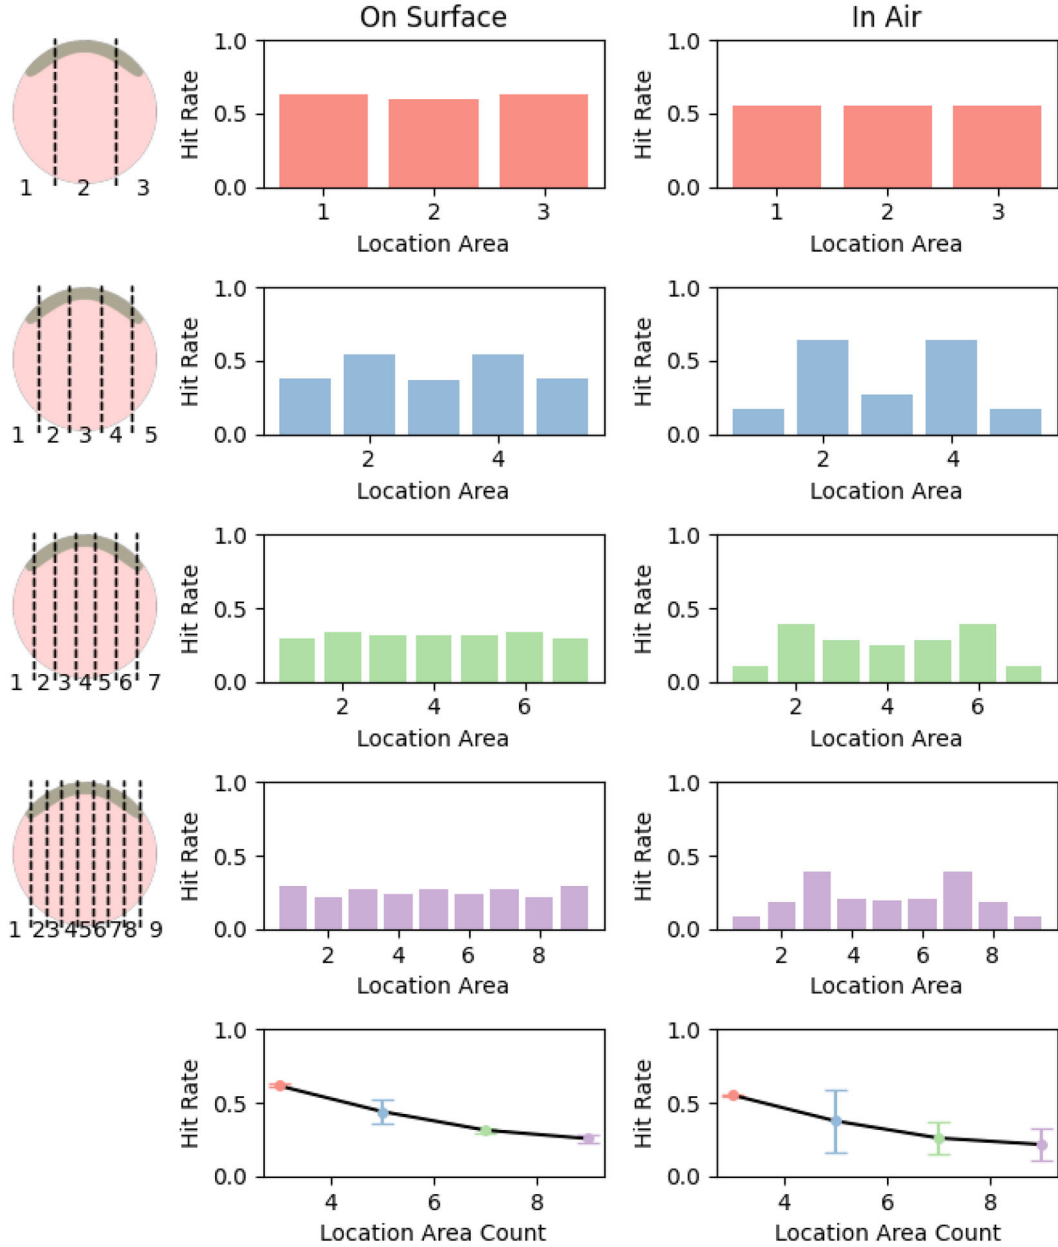 On Surface
In Air
1.0
0.5
0.0
Hit Rate
1 2 3
1 2 3
Location Area
1.0
0.5
0.0
Hit Rate
1 2 3
Location Area
1.0
0.5
0.0
Hit Rate
1 2 3 4 5
2 4
Location Area
1.0
0.5
0.0
Hit Rate
2 4
Location Area
1.0
0.5
0.0
Hit Rate
1 2 3 4 5 6 7
2 4 6
Location Area
1.0
0.5
0.0
Hit Rate
2 4 6
Location Area
1.0
0.5
0.0
Hit Rate
1 2 3 4 5 6 7 8 9
2 4 6 8
Location Area
1.0
0.5
0.0
Hit Rate
2 4 6 8
Location Area
1.0
0.5
0.0
Hit Rate
4 6 8
Location Area Count
1.0
0.5
0.0
Hit Rate
4 6 8
Location Area Count